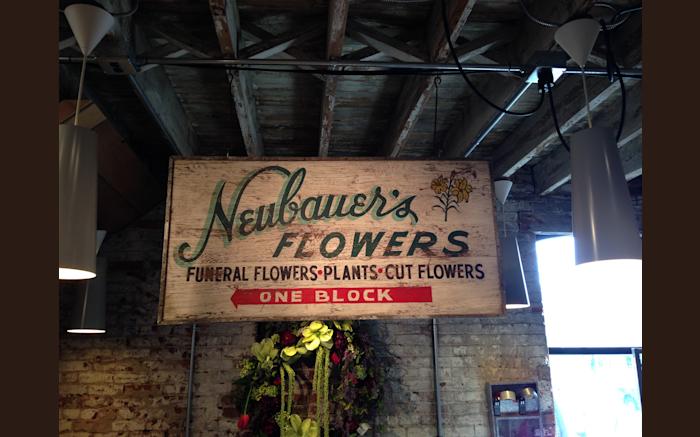 Neubauer's
FLOWERS
FUNERAL FLOWERS•PLANTS•CUT FLOWERS
ONE BLOCK